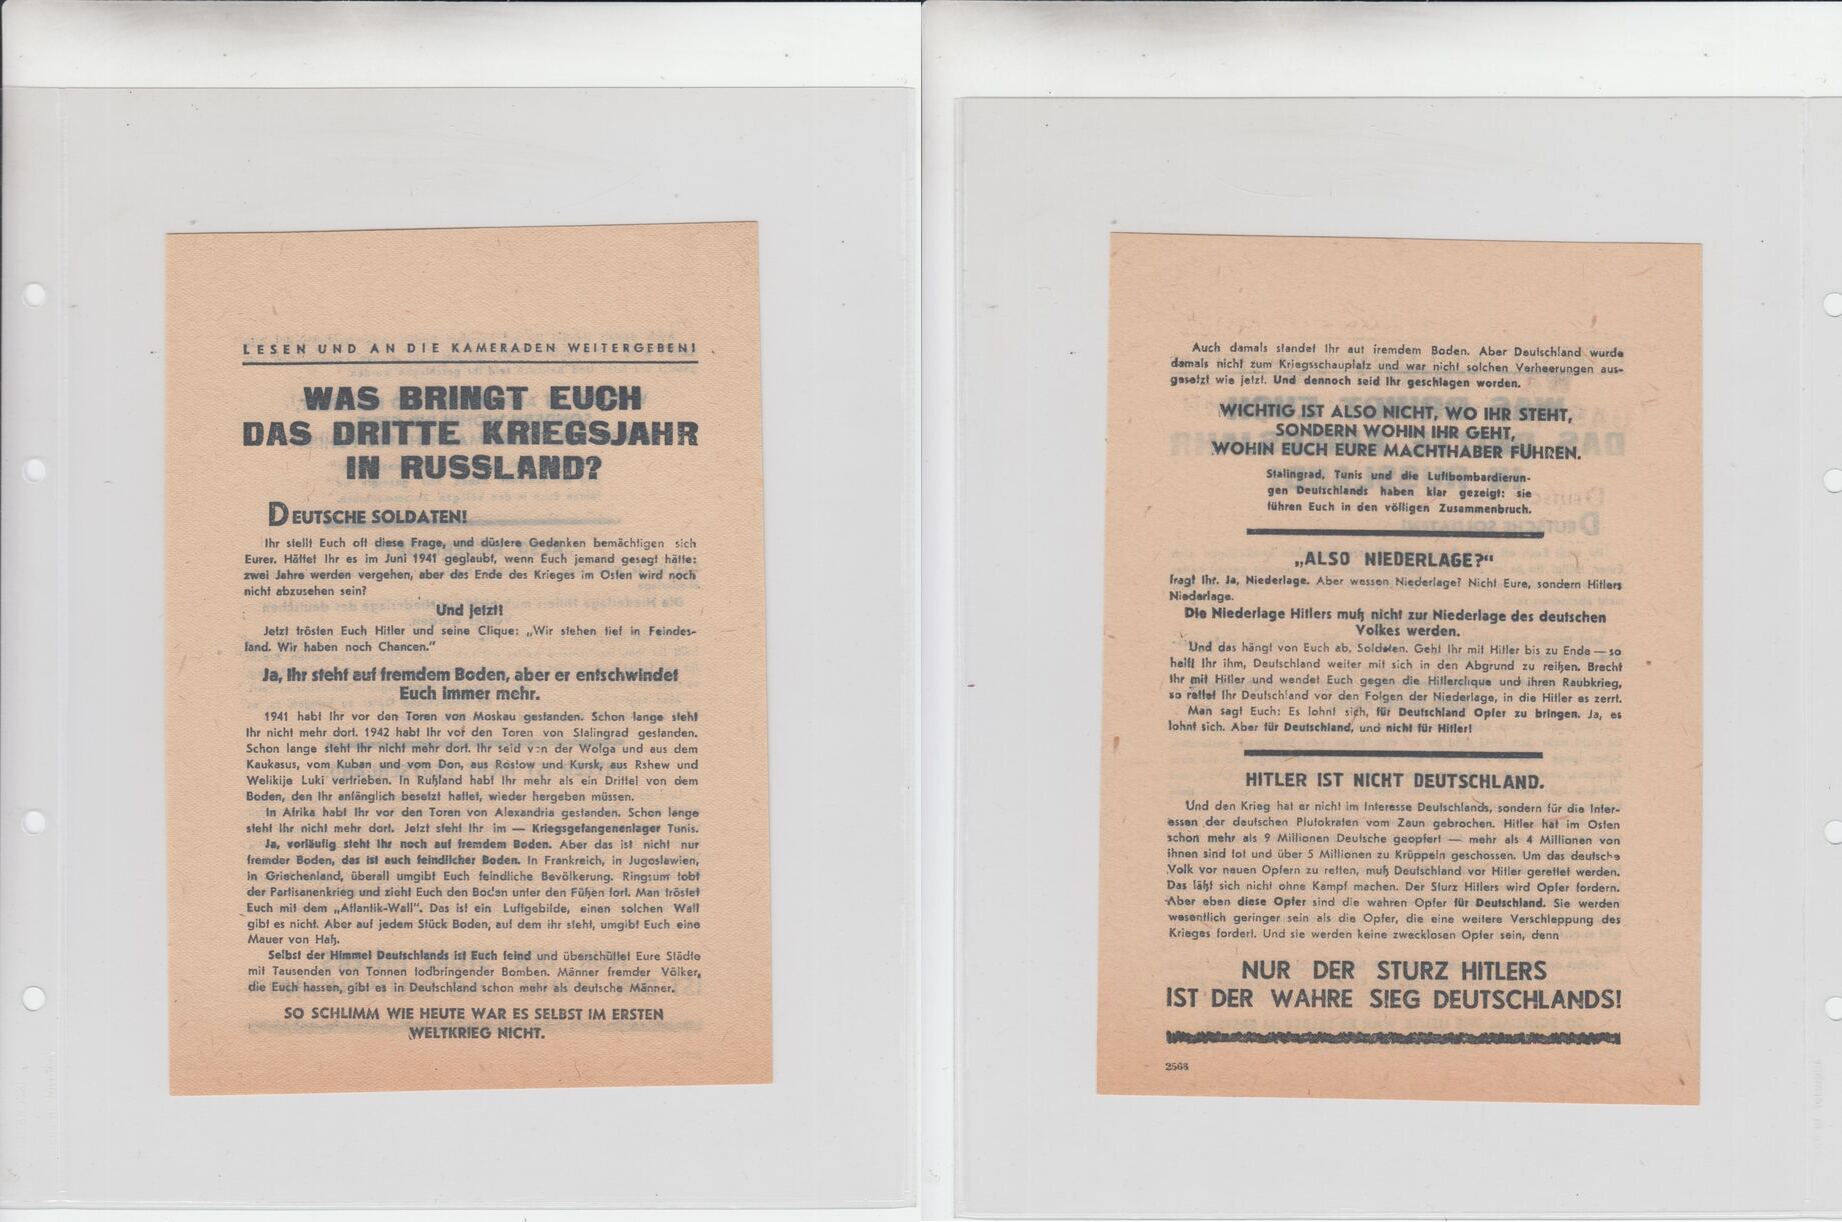 LESEN UND AN DIE KAMERADEN WEITERGEBEN!
WAS BRINGT EUCH
DAS DRITTE KRIEGSJAHR
IN RUSSLAND?
DEUTSCHE SOLDATEN!
Ihr stellt Euch oft diese Frage, und düstere Gedanken bemächtigen sich
Eurer. Hättet Ihr es im Juni 1941 geglaubt, wenn Euch jemand gesagt hätte:
zwei Jahre werden vergehen, aber das Ende des Krieges im Osten wird noch
nicht abzusehen sein?
Und jetzt!
Jetzt trösten Euch Hitler und seine Clique: „Wir stehen tief in Feindes-
land. Wir haben noch Chancen."
Ja, Ihr steht auf fremdem Boden, aber er entschwindet
Euch immer mehr.
1941 habt Ihr vor den Toren von Moskau gestanden. Schon lange steht
Ihr nicht mehr dort. 1942 habt Ihr vor den Toren von Stalingrad gestanden.
Schon lange steht Ihr nicht mehr dort. Ihr seid von der Wolga und aus dem
Kaukasus, vom Kuban und vom Don, aus Rostow und Kursk, aus Rshew und
Welikije Luki vertrieben. In Rußland habt Ihr mehr als ein Drittel von dem
Boden, den Ihr anfänglich besetzt hattet, wieder hergeben müssen.
In Afrika habt Ihr vor den Toren von Alexandria gestanden. Schon lange
steht Ihr nicht mehr dort. Jetzt steht Ihr im — Kriegsgefangenenlager Tunis.
Ja, vorläufig steht Ihr noch auf fremdem Boden. Aber das ist nicht nur
fremder Boden, das ist auch feindlicher Boden. In Frankreich, in Jugoslawien,
in Griechenland, überall umgibt Euch feindliche Bevölkerung. Ringsum tobt
der Partisanenkrieg und zieht Euch den Boden unter den Füßen fort. Man tröstet
Euch mit dem „Atlantik-Wall". Das ist ein Luftgebilde, einen solchen Wall
gibt es nicht. Aber auf jedem Stück Boden, auf dem ihr steht, umgibt Euch eine
Mauer von Haß.
Selbst der Himmel Deutschlands ist Euch feind und überschüttet Eure Städte
mit Tausenden von Tonnen todbringender Bomben. Männer fremder Völker,
die Euch hassen, gibt es in Deutschland schon mehr als deutsche Männer.
SO SCHLIMM WIE HEUTE WAR ES SELBST IM ERSTEN
WELTKRIEG NICHT.
Auch damals standet Ihr auf fremdem Boden. Aber Deutschland wurde
damals nicht zum Kriegsschauplatz und war nicht solchen Verheerungen aus-
gesetzt wie jetzt. Und dennoch seid Ihr geschlagen worden.
WICHTIG IST ALSO NICHT, WO IHR STEHT,
SONDERN WOHIN IHR GEHT,
WOHIN EUCH EURE MACHTHABER FÜHREN.
Stalingrad, Tunis und die Luftbombardierun-
gen Deutschlands haben klar gezeigt: sie
führen Euch in den völligen Zusammenbruch.
„ALSO NIEDERLAGE?"
fragt Ihr. Ja, Niederlage. Aber wessen Niederlage? Nicht Eure, sondern Hitlers
Niederlage.
Die Niederlage Hitlers muß nicht zur Niederlage des deutschen
Volkes werden.
Und das hängt von Euch ab, Soldaten. Geht Ihr mit Hitler bis zu Ende — so
helft Ihr ihm, Deutschland weiter mit sich in den Abgrund zu reißen. Brecht
Ihr mit Hitler und wendet Euch gegen die Hitlerclique und ihren Raubkrieg,
so rettet Ihr Deutschland vor den Folgen der Niederlage, in die Hitler es zerrt.
Man sagt Euch: Es lohnt sich, für Deutschland Opfer zu bringen. Ja, es
lohnt sich. Aber für Deutschland, und nicht für Hitler!
HITLER IST NICHT DEUTSCHLAND.
Und den Krieg hat er nicht im Interesse Deutschlands, sondern für die Inter-
essen der deutschen Plutokraten vom Zaun gebrochen. Hitler hat im Osten
schon mehr als 9 Millionen Deutsche geopfert — mehr als 4 Millionen von
ihnen sind tot und über 5 Millionen zu Krüppeln geschossen. Um das deutsche
Volk vor neuen Opfern zu retten, muß Deutschland vor Hitler gerettet werden.
Das läßt sich nicht ohne Kampf machen. Der Sturz Hitlers wird Opfer fordern.
Aber eben diese Opfer sind die wahren Opfer für Deutschland. Sie werden
wesentlich geringer sein als die Opfer, die eine weitere Verschleppung des
Krieges fordert. Und sie werden keine zwecklosen Opfer sein, denn
NUR DER STURZ HITLERS
IST DER WAHRE SIEG DEUTSCHLANDS!
2568